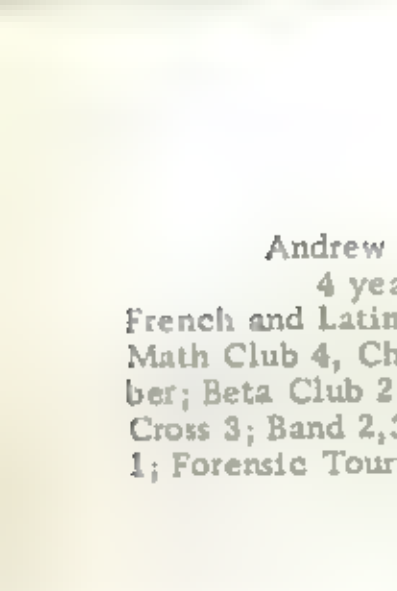 Andrew
4 yea
French and Latin
Math Club 4, Ch
ber; Beta Club 2
Cross 3; Band 2,3
1; Forensic Tour